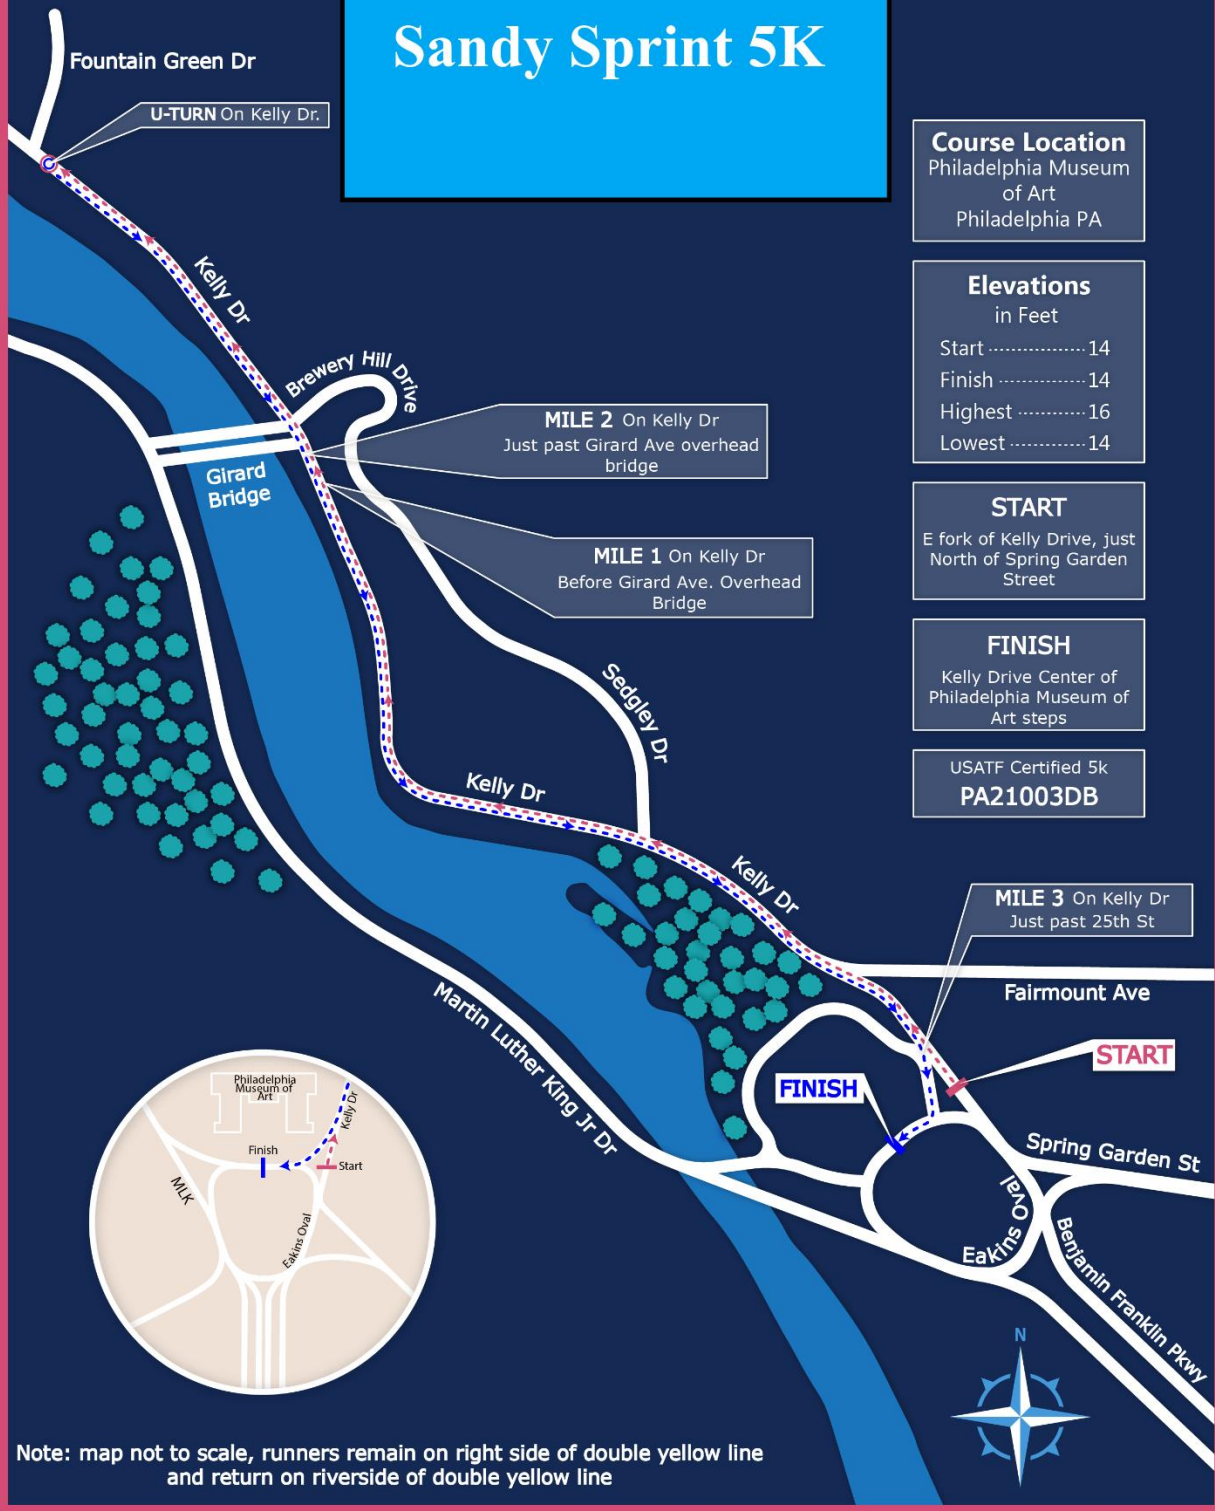 Sandy Sprint 5K
Fountain Green Dr
U-TURN On Kelly Dr.
Course Location
Philadelphia Museum
of Art
Philadelphia PA
Elevations
in Feet
Start ---------------- 14
Finish --------------- 14
Highest ----------- 16
Lowest ------------ 14
START
E fork of Kelly Drive, just
North of Spring Garden
Street
FINISH
Kelly Drive Center of
Philadelphia Museum of
Art steps
USATF Certified 5k
PA21003DB
Kelly Dr
Brewery Hill Drive
MILE 2 On Kelly Dr
Just past Girard Ave overhead
bridge
Girard
Bridge
MILE 1 On Kelly Dr
Before Girard Ave. Overhead
Bridge
Sedgley Dr
Kelly Dr
Kelly Dr
MILE 3 On Kelly Dr
Just past 25th St
Fairmount Ave
START
FINISH
Martin Luther King Jr Dr
Spring Garden St
Eakins Oval
Benjamin Franklin Pkwy
Philadelphia
Museum of
Art
Kelly Dr
Finish
Start
MLK
Eakins Oval
N
Note: map not to scale, runners remain on right side of double yellow line
and return on riverside of double yellow line